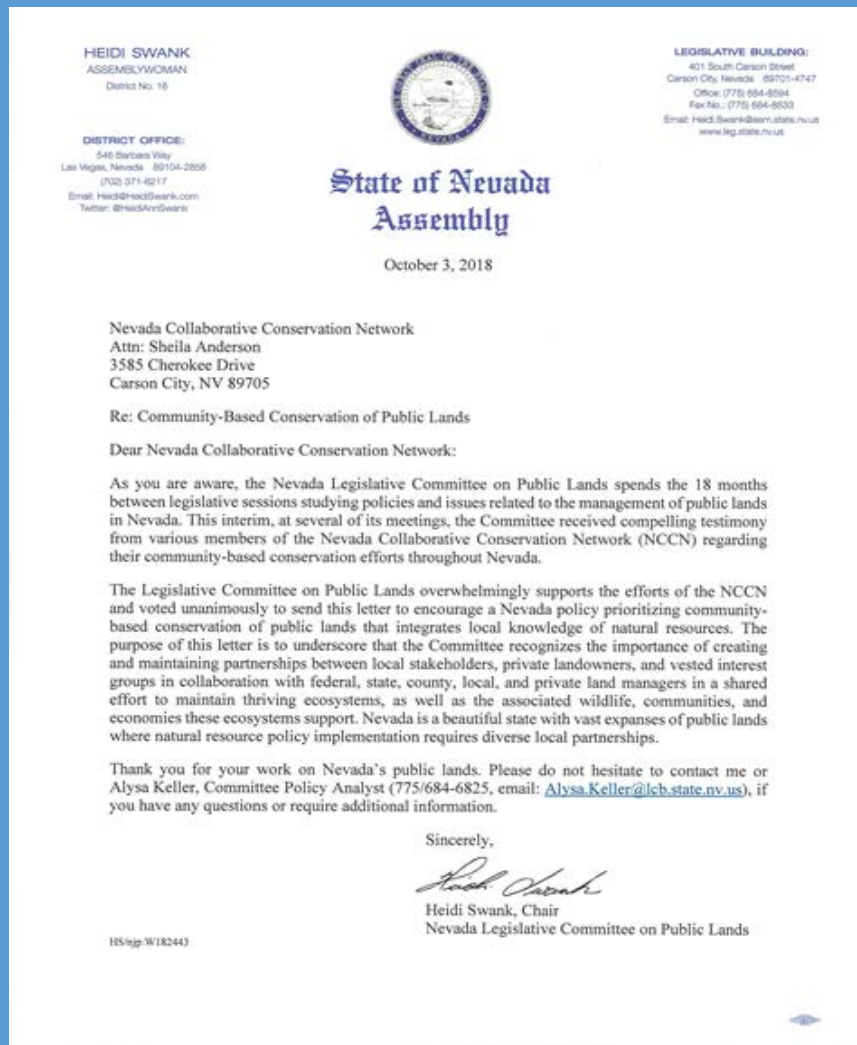 HEIDI SWANK
ASSEMBLYWOMAN
District No. 16
DISTRICT OFFICE:
546 Barbara Way
Las Vegas, Nevada 89104-2858
(702) 371-6217
Email: Heidi@HeidiSwank.com
Twitter: @HeidiAnnSwank
LEGISLATIVE BUILDING:
401 South Carson Street
Carson City, Nevada 89701-4747
Office: (775) 684-8594
Fax No.: (775) 684-8533
Email: Heidi.Swank@asm.state.nv.us
www.leg.state.nv.us
State of Nevada
Assembly
October 3, 2018
Nevada Collaborative Conservation Network
Attn: Sheila Anderson
3585 Cherokee Drive
Carson City, NV 89705
Re: Community-Based Conservation of Public Lands
Dear Nevada Collaborative Conservation Network:
As you are aware, the Nevada Legislative Committee on Public Lands spends the 18 months
between legislative sessions studying policies and issues related to the management of public lands
in Nevada. This interim, at several of its meetings, the Committee received compelling testimony
from various members of the Nevada Collaborative Conservation Network (NCCN) regarding
their community-based conservation efforts throughout Nevada.
The Legislative Committee on Public Lands overwhelmingly supports the efforts of the NCCN
and voted unanimously to send this letter to encourage a Nevada policy prioritizing community-
based conservation of public lands that integrates local knowledge of natural resources. The
purpose of this letter is to underscore that the Committee recognizes the importance of creating
and maintaining partnerships between local stakeholders, private landowners, and vested interest
groups in collaboration with federal, state, county, local, and private land managers in a shared
effort to maintain thriving ecosystems, as well as the associated wildlife, communities, and
economies these ecosystems support. Nevada is a beautiful state with vast expanses of public lands
where natural resource policy implementation requires diverse local partnerships.
Thank you for your work on Nevada's public lands. Please do not hesitate to contact me or
Alysa Keller, Committee Policy Analyst (775/684-6825, email: Alysa.Keller@lcb.state.nv.us), if
you have any questions or require additional information.
Sincerely,
Heidi Swank
Heidi Swank, Chair
Nevada Legislative Committee on Public Lands
HS/njp:W182443